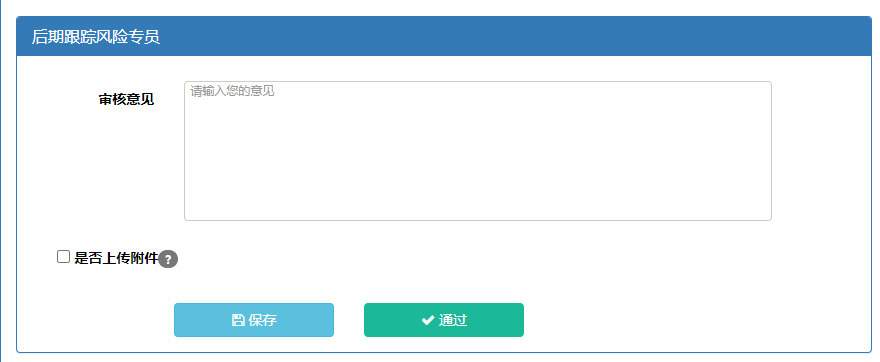 后期跟踪风险专员
审核意见
请输入您的意见
是否上传附件?
保存
通过